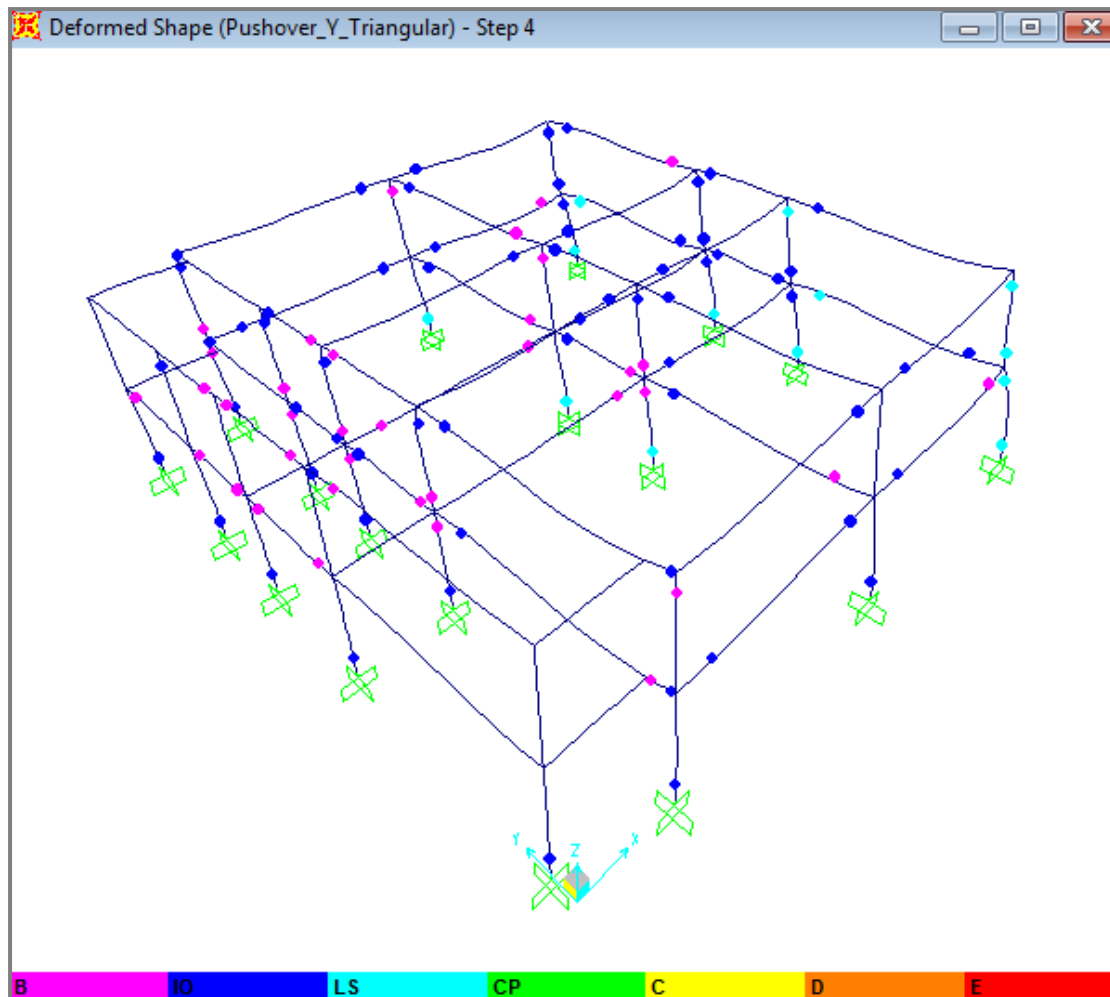 Deformed Shape (Pushover_Y_Triangular) - Step 4
Y Z X
B IO LS CP C D E